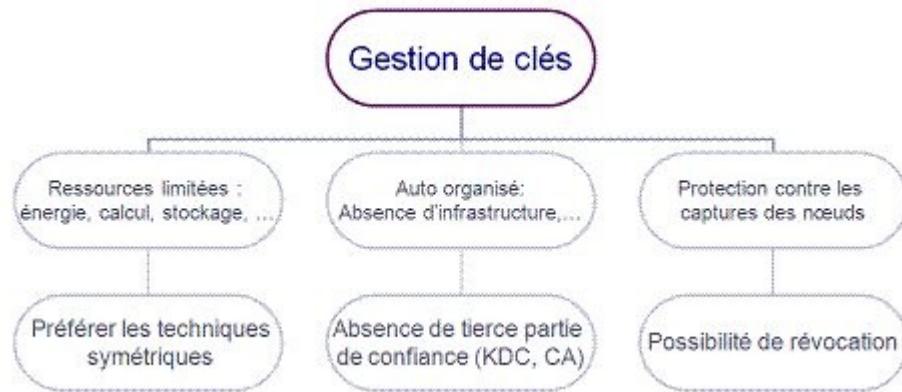 Gestion de clés
Ressources limitées :
énergie, calcul, stockage, ...
Auto organisé:
Absence d'infrastructure,...
Protection contre les
captures des nœuds
Préférer les techniques
symétriques
Absence de tierce partie
de confiance (KDC, CA)
Possibilité de révocation